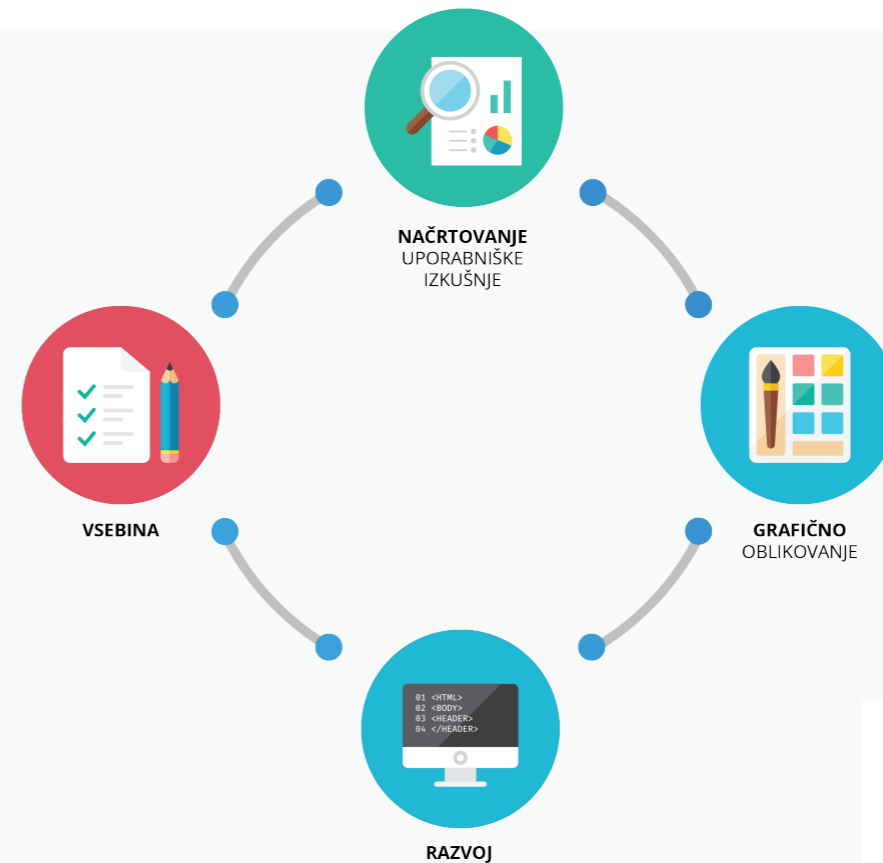 NAČRTOVANJE
UPORABNIŠKE
IZKUŠNJE
VSEBINA
GRAFIČNO
OBLIKOVANJE
01 <HTML>
02 <BODY>
03 <HEADER>
04 </HEADER>
RAZVOJ